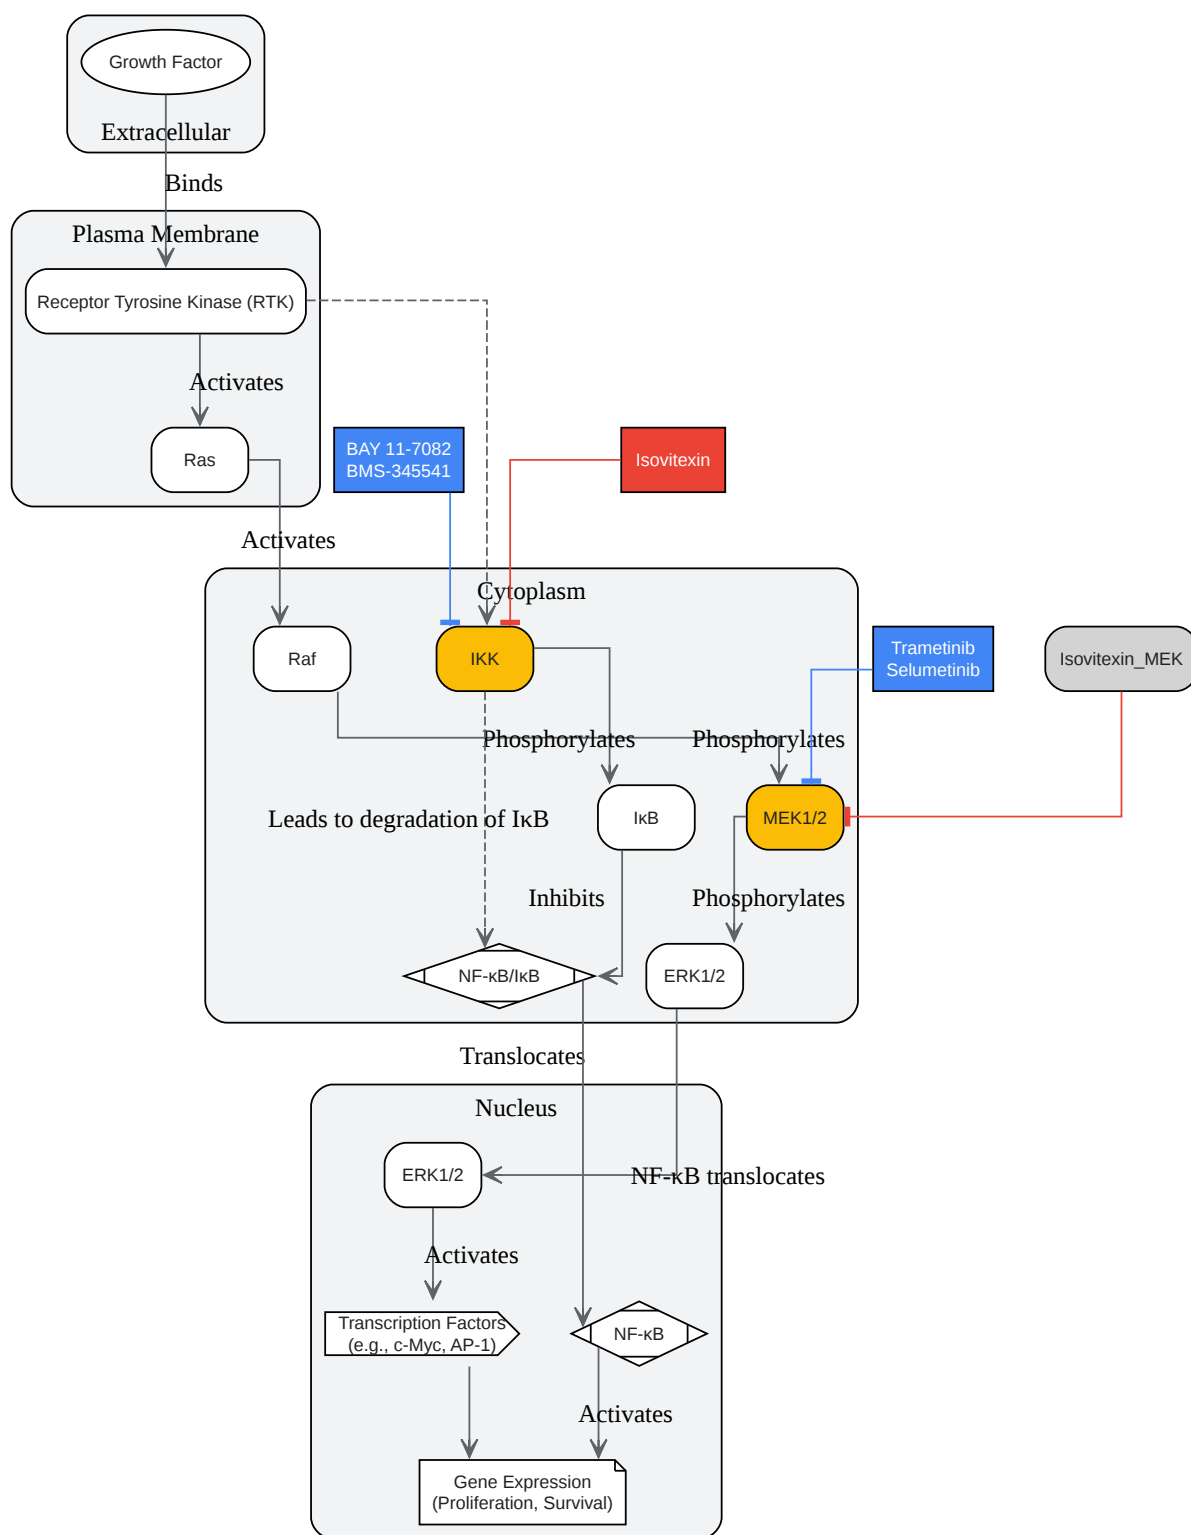 Growth Factor
Extracellular
Binds
Plasma Membrane
Receptor Tyrosine Kinase (RTK)
Activates
Ras
BAY 11-7082
BMS-345541
Isovitexin
Activates
Cytoplasm
Raf
IKK
Trametinib
Selumetinib
Isovitexin_MEK
Phosphorylates
Phosphorylates
Leads to degradation of IκB
IκB
MEK1/2
Inhibits
Phosphorylates
NF-κB/IκB
ERK1/2
Translocates
Nucleus
ERK1/2
NF-κB translocates
Activates
Transcription Factors
(e.g., c-Myc, AP-1)
NF-κB
Activates
Gene Expression
(Proliferation, Survival)